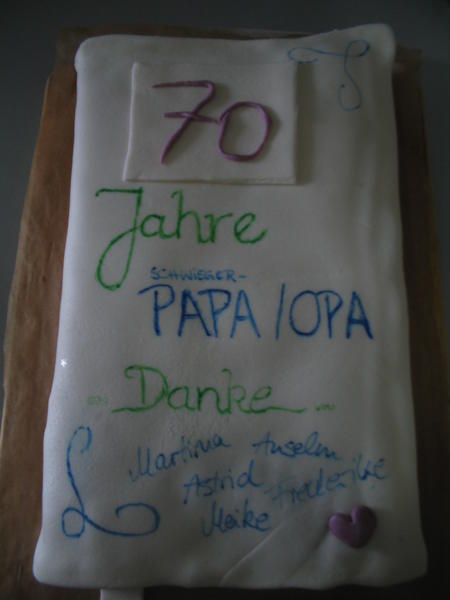 70
Jahre
SCHWIEGER-
PAPA/OPA
... Danke ...
Martina Anselm
Astrid Frederike
Meike